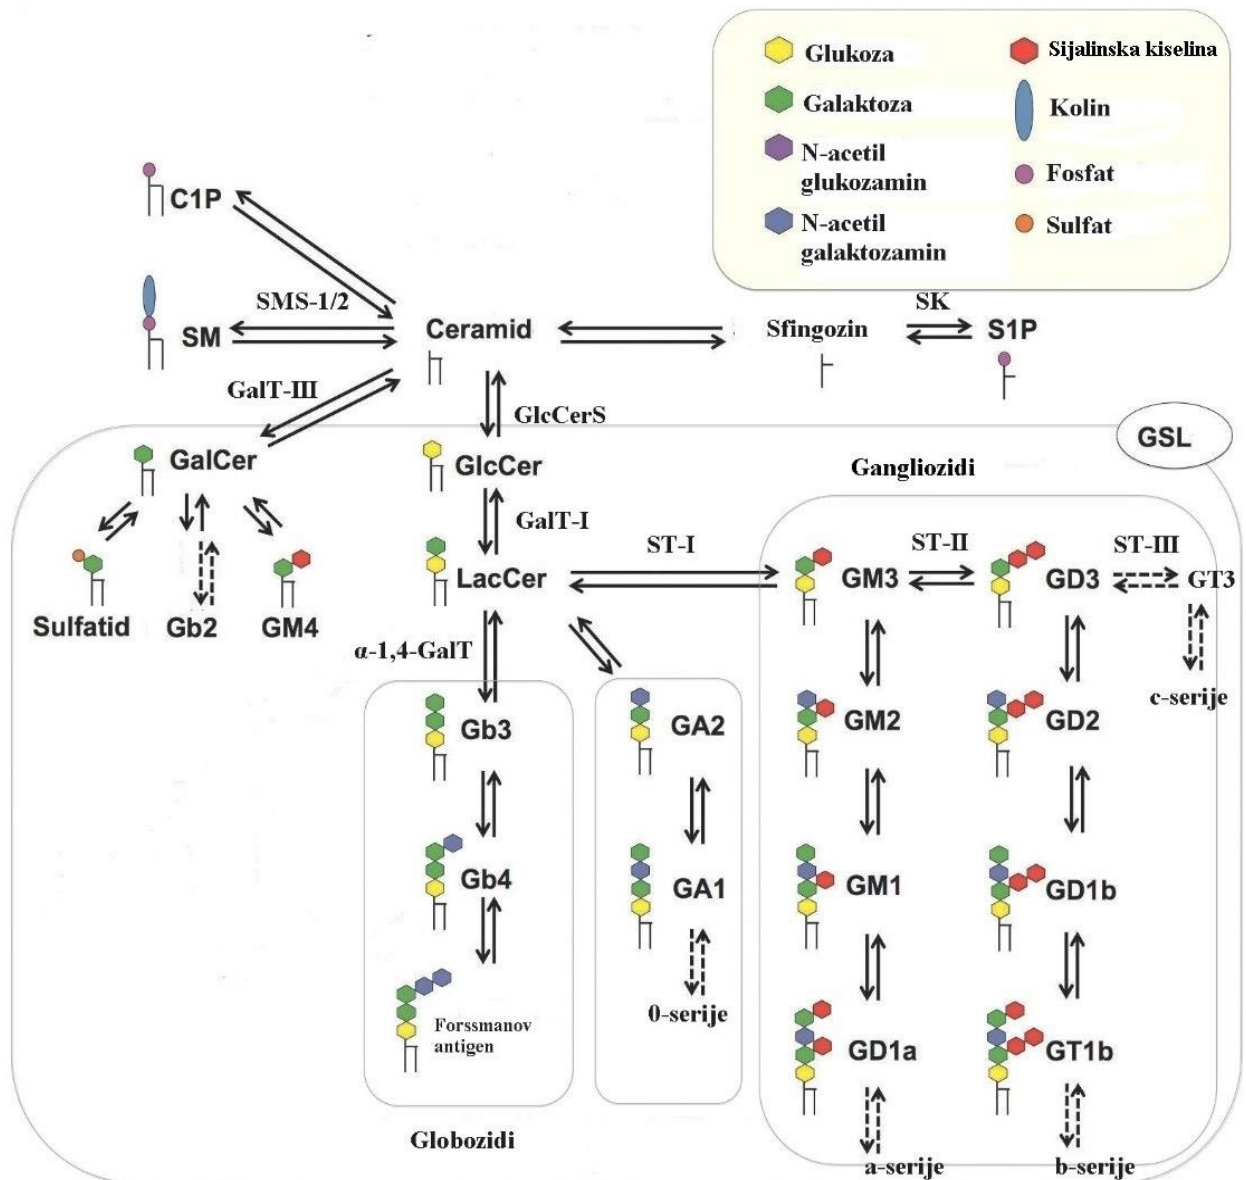 Glukoza
Galaktoza
N-acetil
glukozamin
N-acetil
galaktozamin
Sijalinska kiselina
Kolin
Fosfat
Sulfat
C1P
SMS-1/2
SM
Ceramid
Sfingozin
SK
S1P
GalT-III
GlcCerS
GSL
GalCer
GlcCer
Gangliozidi
GalT-I
ST-I
ST-II
ST-III
LacCer
GM3
GD3
GT3
Sulfatid
Gb2
GM4
α-1,4-GalT
c-serije
Gb3
GA2
GM2
GD2
Gb4
GA1
GM1
GD1b
0-serije
Forssmanov
antigen
GD1a
GT1b
Globozidi
a-serije
b-serije